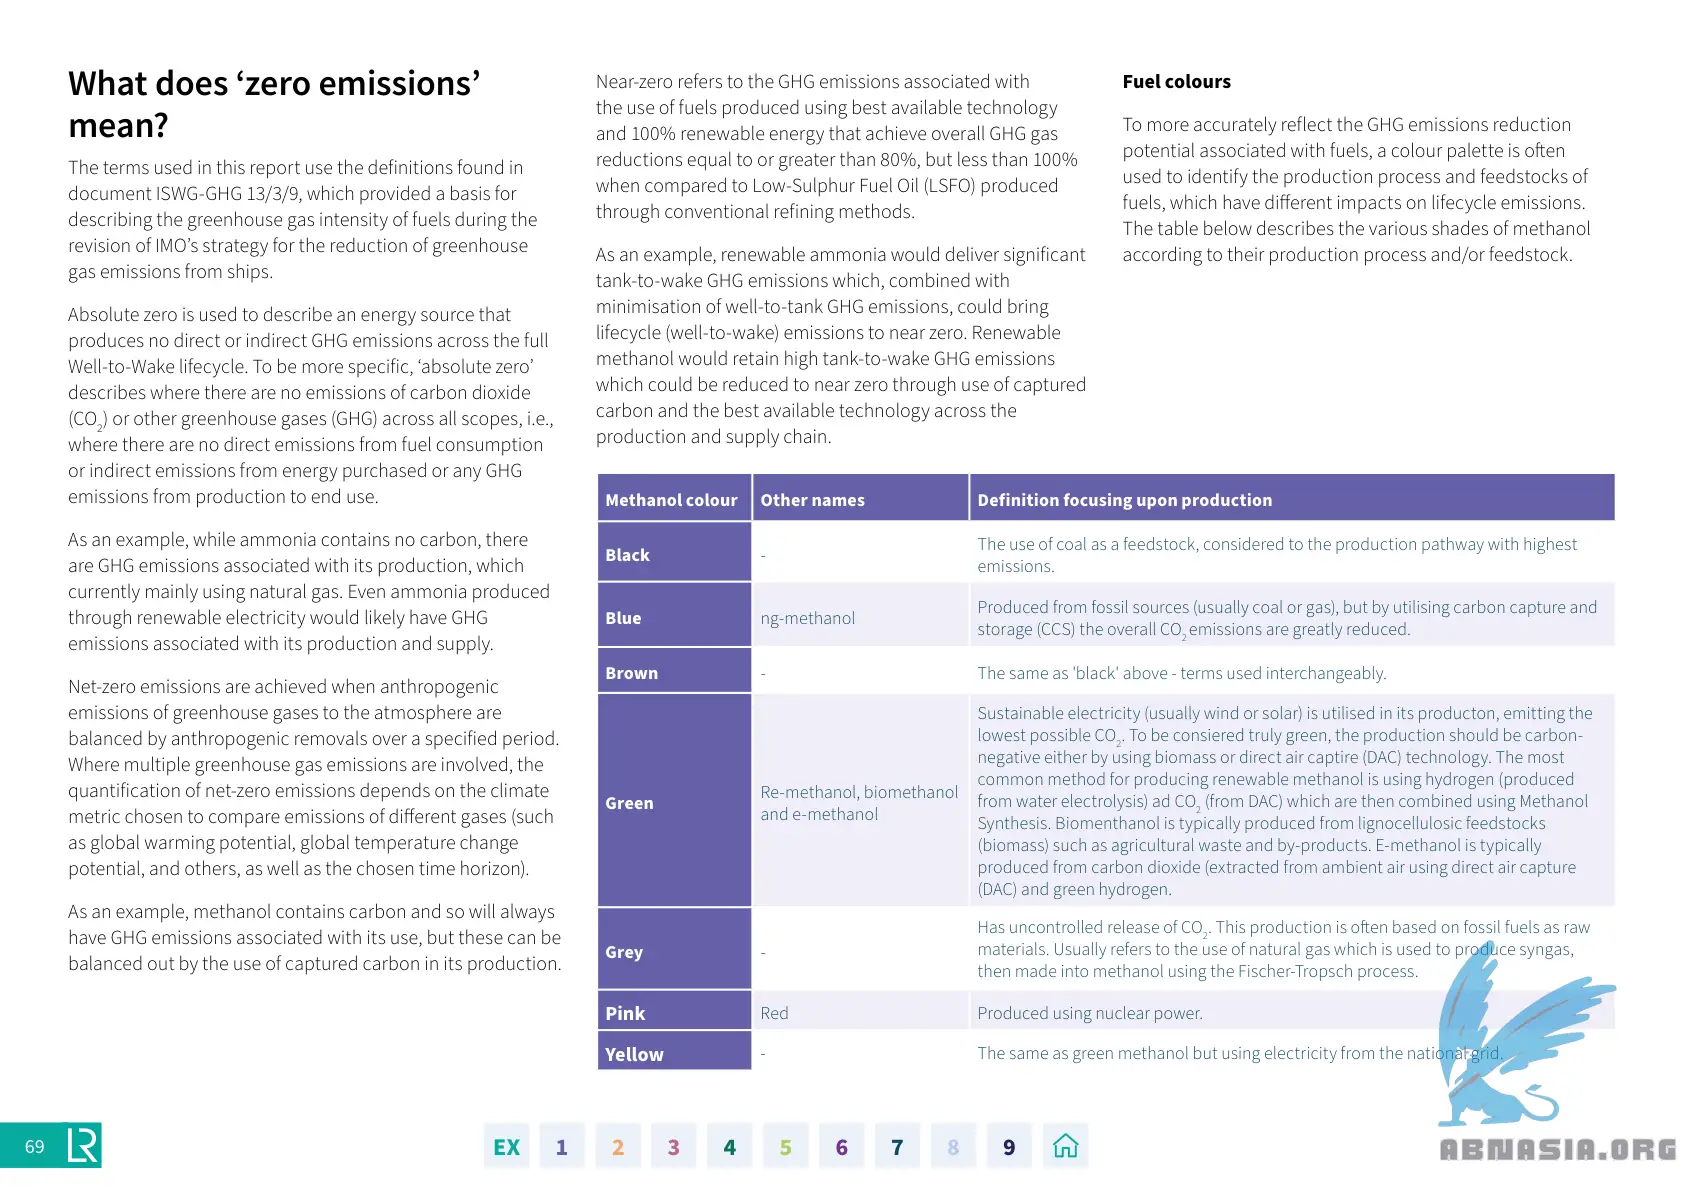 What does ‘zero emissions’
mean?
The terms used in this report use the definitions found in
document ISWG-GHG 13/3/9, which provided a basis for
describing the greenhouse gas intensity of fuels during the
revision of IMO’s strategy for the reduction of greenhouse
gas emissions from ships.
Absolute zero is used to describe an energy source that
produces no direct or indirect GHG emissions across the full
Well-to-Wake lifecycle. To be more specific, ‘absolute zero’
describes where there are no emissions of carbon dioxide
(CO2) or other greenhouse gases (GHG) across all scopes, i.e.,
where there are no direct emissions from fuel consumption
or indirect emissions from energy purchased or any GHG
emissions from production to end use.
As an example, while ammonia contains no carbon, there
are GHG emissions associated with its production, which
currently mainly using natural gas. Even ammonia produced
through renewable electricity would likely have GHG
emissions associated with its production and supply.
Net-zero emissions are achieved when anthropogenic
emissions of greenhouse gases to the atmosphere are
balanced by anthropogenic removals over a specified period.
Where multiple greenhouse gas emissions are involved, the
quantification of net-zero emissions depends on the climate
metric chosen to compare emissions of different gases (such
as global warming potential, global temperature change
potential, and others, as well as the chosen time horizon).
As an example, methanol contains carbon and so will always
have GHG emissions associated with its use, but these can be
balanced out by the use of captured carbon in its production.
Near-zero refers to the GHG emissions associated with
the use of fuels produced using best available technology
and 100% renewable energy that achieve overall GHG gas
reductions equal to or greater than 80%, but less than 100%
when compared to Low-Sulphur Fuel Oil (LSFO) produced
through conventional refining methods.
As an example, renewable ammonia would deliver significant
tank-to-wake GHG emissions which, combined with
minimisation of well-to-tank GHG emissions, could bring
lifecycle (well-to-wake) emissions to near zero. Renewable
methanol would retain high tank-to-wake GHG emissions
which could be reduced to near zero through use of captured
carbon and the best available technology across the
production and supply chain.
Fuel colours
To more accurately reflect the GHG emissions reduction
potential associated with fuels, a colour palette is often
used to identify the production process and feedstocks of
fuels, which have different impacts on lifecycle emissions.
The table below describes the various shades of methanol
according to their production process and/or feedstock.
Methanol colour Other names Definition focusing upon production
Black - The use of coal as a feedstock, considered to the production pathway with highest
emissions.
Blue ng-methanol Produced from fossil sources (usually coal or gas), but by utilising carbon capture and
storage (CCS) the overall CO2 emissions are greatly reduced.
Brown - The same as 'black' above - terms used interchangeably.
Green Re-methanol, biomethanol
and e-methanol
Sustainable electricity (usually wind or solar) is utilised in its producton, emitting the
lowest possible CO2. To be consiered truly green, the production should be carbon-
negative either by using biomass or direct air captire (DAC) technology. The most
common method for producing renewable methanol is using hydrogen (produced
from water electrolysis) ad CO2 (from DAC) which are then combined using Methanol
Synthesis. Biomenthanol is typically produced from lignocellulosic feedstocks
(biomass) such as agricultural waste and by-products. E-methanol is typically
produced from carbon dioxide (extracted from ambient air using direct air capture
(DAC) and green hydrogen.
Grey - Has uncontrolled release of CO2. This production is often based on fossil fuels as raw
materials. Usually refers to the use of natural gas which is used to produce syngas,
then made into methanol using the Fischer-Tropsch process.
Pink Red Produced using nuclear power.
Yellow - The same as green methanol but using electricity from the national grid.
69 LR EX 1 2 3 4 5 6 7 8 9
ABNASIA.ORG